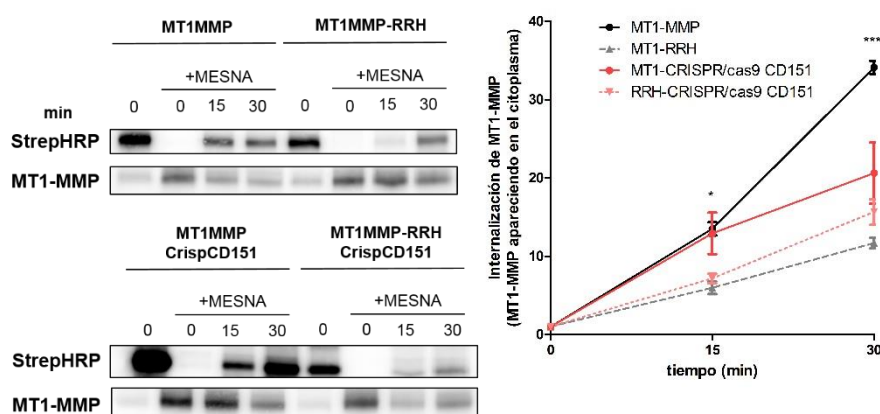 MT1MMP MT1MMP-RRH
+MESNA +MESNA
min 0 0 15 30 0 0 15 30
StrepHRP
MT1-MMP
MT1MMP MT1MMP-RRH
CrispCD151 CrispCD151
+MESNA +MESNA
0 0 15 30 0 0 15 30
StrepHRP
MT1-MMP
Internalización de MT1-MMP
(MT1-MMP apareciendo en el citoplasma)
40
30
20
10
0
MT1-MMP
MT1-RRH
MT1-CRISPR/cas9 CD151
RRH-CRISPR/cas9 CD151
*
***
0 15 30
tiempo (min)